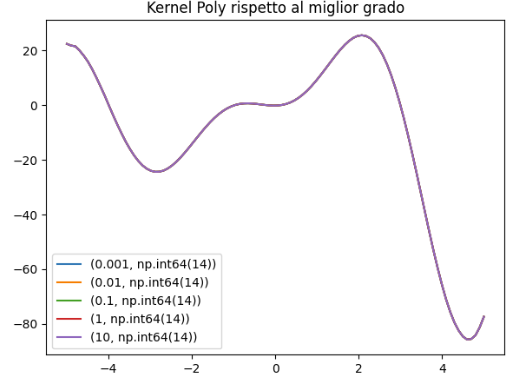 Kernel Poly rispetto al miglior grado
20
0
−20
−40
−60
−80
(0.001, np.int64(14))
(0.01, np.int64(14))
(0.1, np.int64(14))
(1, np.int64(14))
(10, np.int64(14))
−4
−2
0
2
4